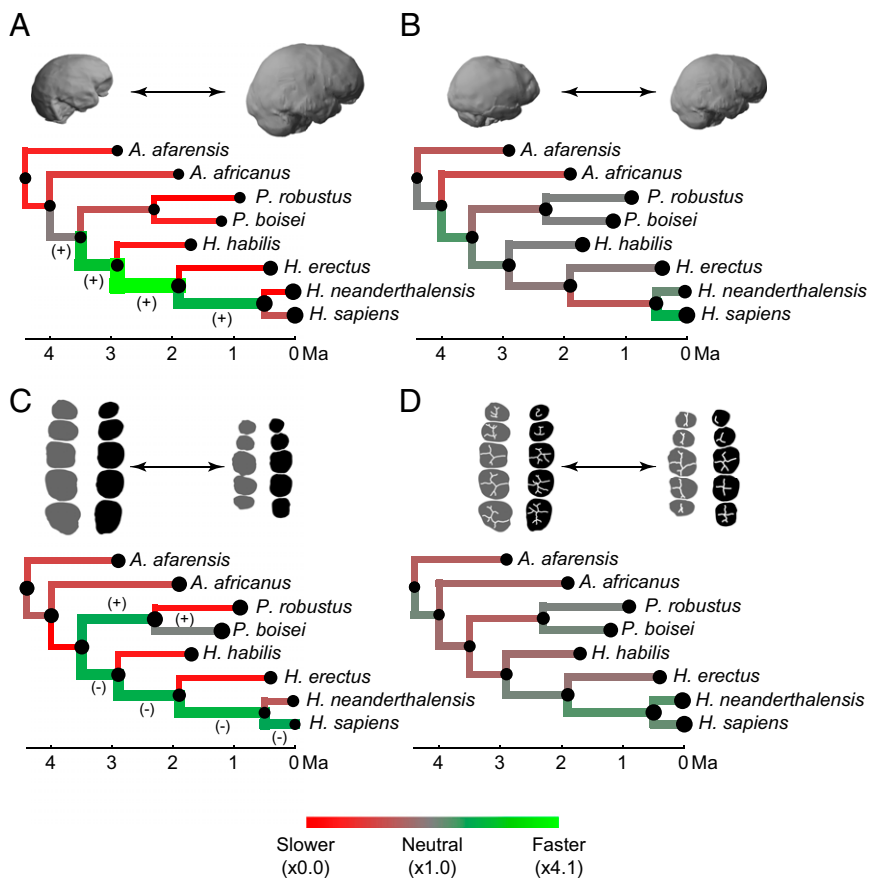 A
B
A. afarensis
A. africanus
P. robustus
P. boisei
(+)
H. habilis
(+)
H. erectus
(+)
H. neanderthalensis
(+)
H. sapiens
4 3 2 1 0 Ma
A. afarensis
A. africanus
P. robustus
P. boisei
H. habilis
H. erectus
H. neanderthalensis
H. sapiens
4 3 2 1 0 Ma
C
D
A. afarensis
A. africanus
(+)
P. robustus
(+)
P. boisei
H. habilis
(-)
H. erectus
(-)
H. neanderthalensis
(-)
H. sapiens
(-)
4 3 2 1 0 Ma
A. afarensis
A. africanus
P. robustus
P. boisei
H. habilis
H. erectus
H. neanderthalensis
H. sapiens
4 3 2 1 0 Ma
Slower Neutral Faster
(x0.0) (x1.0) (x4.1)